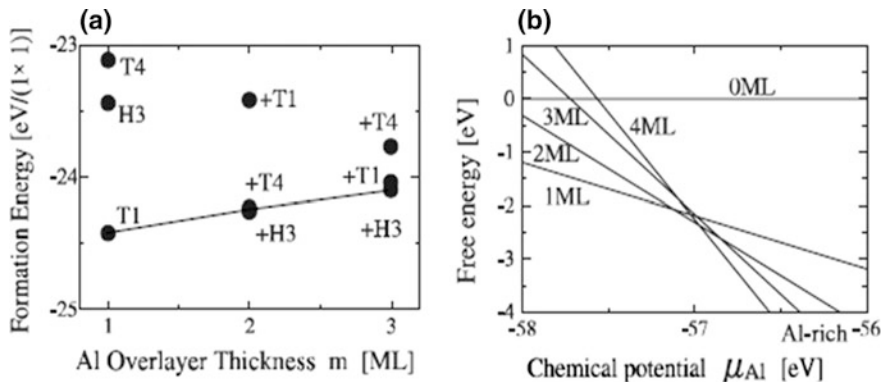 (a)
Formation Energy [eV/(1× 1)]
-23
-24
-25
T4
H3
T1
+T1
+T4
+H3
+T4
+T1
+H3
1
2
3
Al Overlayer Thickness m [ML]
(b)
Free energy [eV]
1
0
-1
-2
-3
-4
0ML
3ML
4ML
2ML
1ML
Al-rich
-58
-57
-56
Chemical potential μAl [eV]